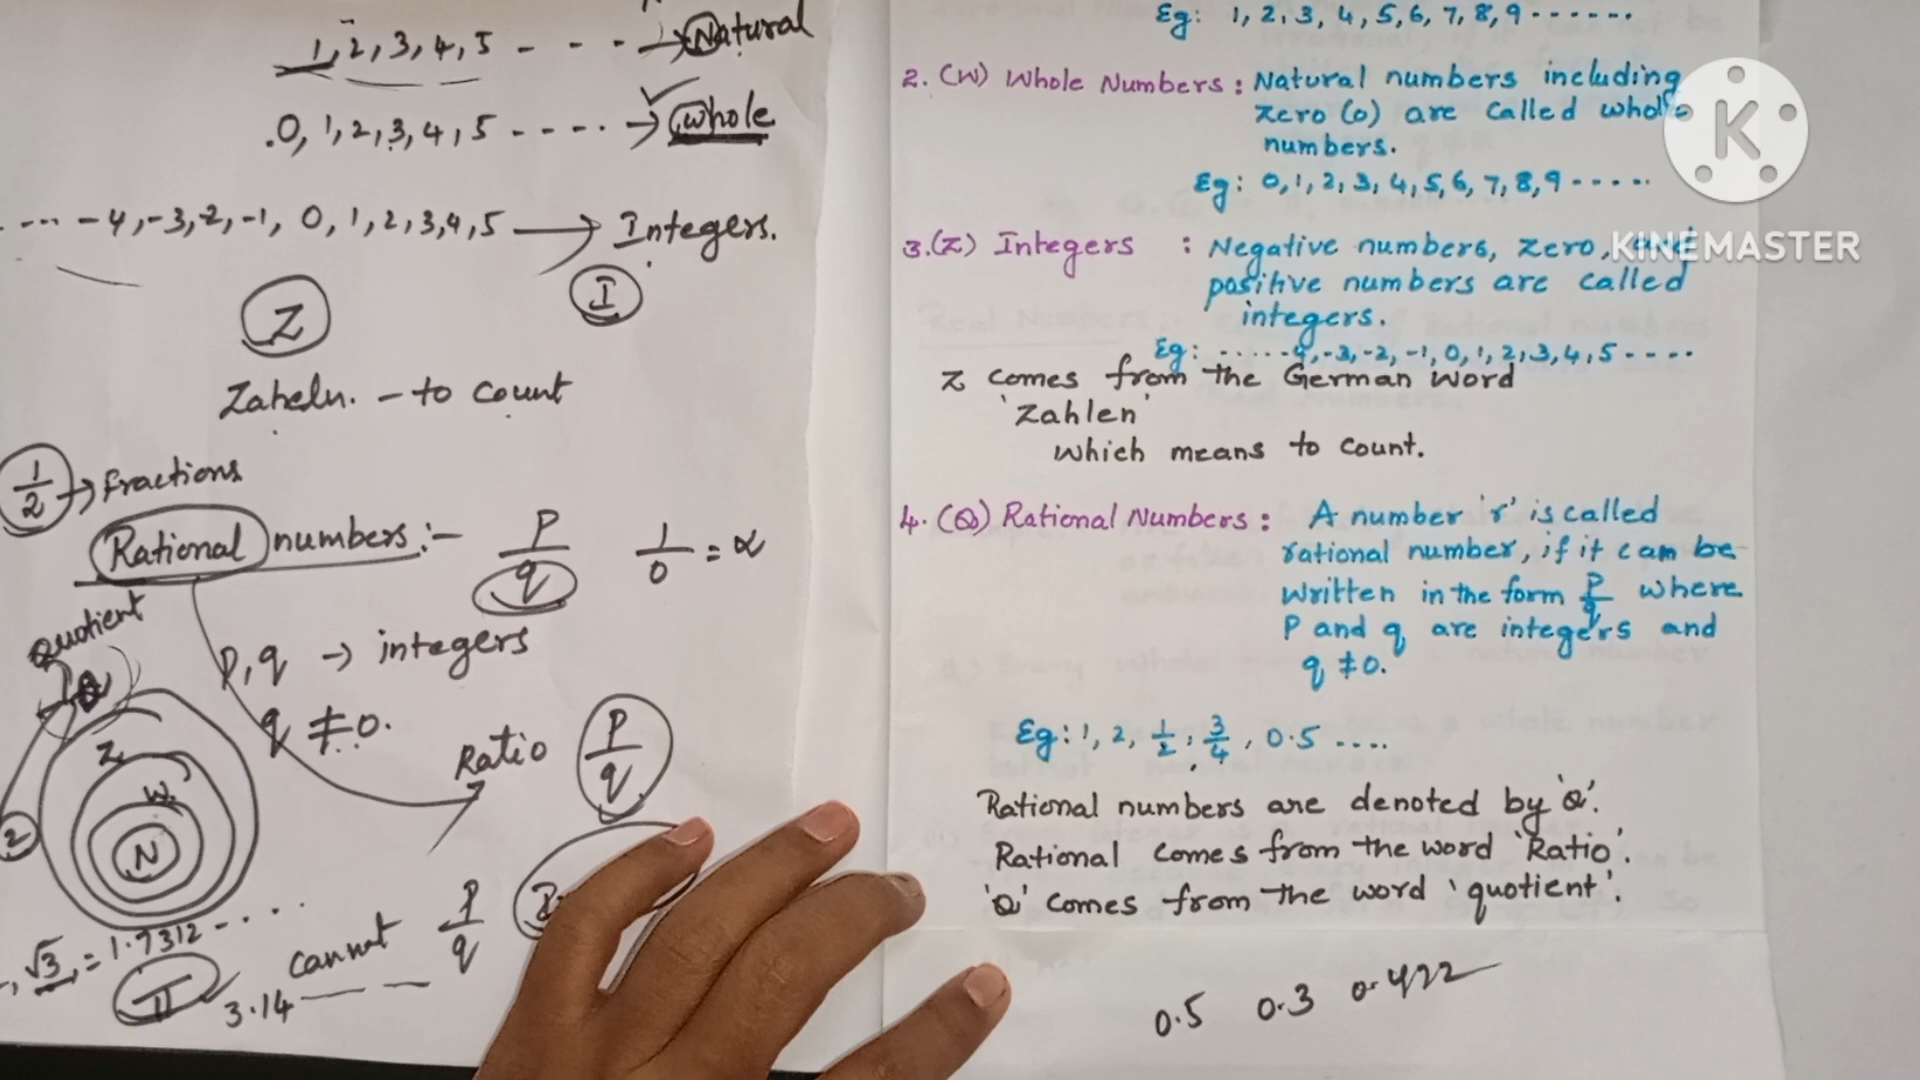 1, 2, 3, 4, 5 - - - → Natural
.0, 1, 2, 3, 4, 5 - - - - . → Whole
. --- -4, -3, -2, -1, 0, 1, 2, 3, 4, 5 → Integers.
I
Z
Zaheln. - to count
1/2 → fractions
Rational numbers :- P/q 1/0 = ∝
Quotient
p, q → integers
q ≠ 0.
Ratio P/q
Q
Z
W
N
2
, √3, = 1.7312 - . . .
cannot P/q
π 3.14 — — —
Eg: 1, 2, 3, 4, 5, 6, 7, 8, 9 - - - - - -
2. (W) Whole Numbers : Natural numbers including
zero (0) are called whole
numbers.
Eg: 0, 1, 2, 3, 4, 5, 6, 7, 8, 9 - - - - -
3. (Z) Integers : Negative numbers, zero, and
positive numbers are called
integers.
Eg: ..... -4, -3, -2, -1, 0, 1, 2, 3, 4, 5 - - - -
Z comes from the German word
'Zahlen'
which means to count.
4. (Q) Rational Numbers : A number 'r' is called
rational number, if it can be
written in the form P/q where
P and q are integers and
q ≠ 0.
Eg: 1, 2, 1/2, 3/4, 0.5 ....
Rational numbers are denoted by 'Q'.
Rational comes from the word 'Ratio'.
'Q' comes from the word 'quotient'.
0.5 0.3 0.422
K
KINEMASTER